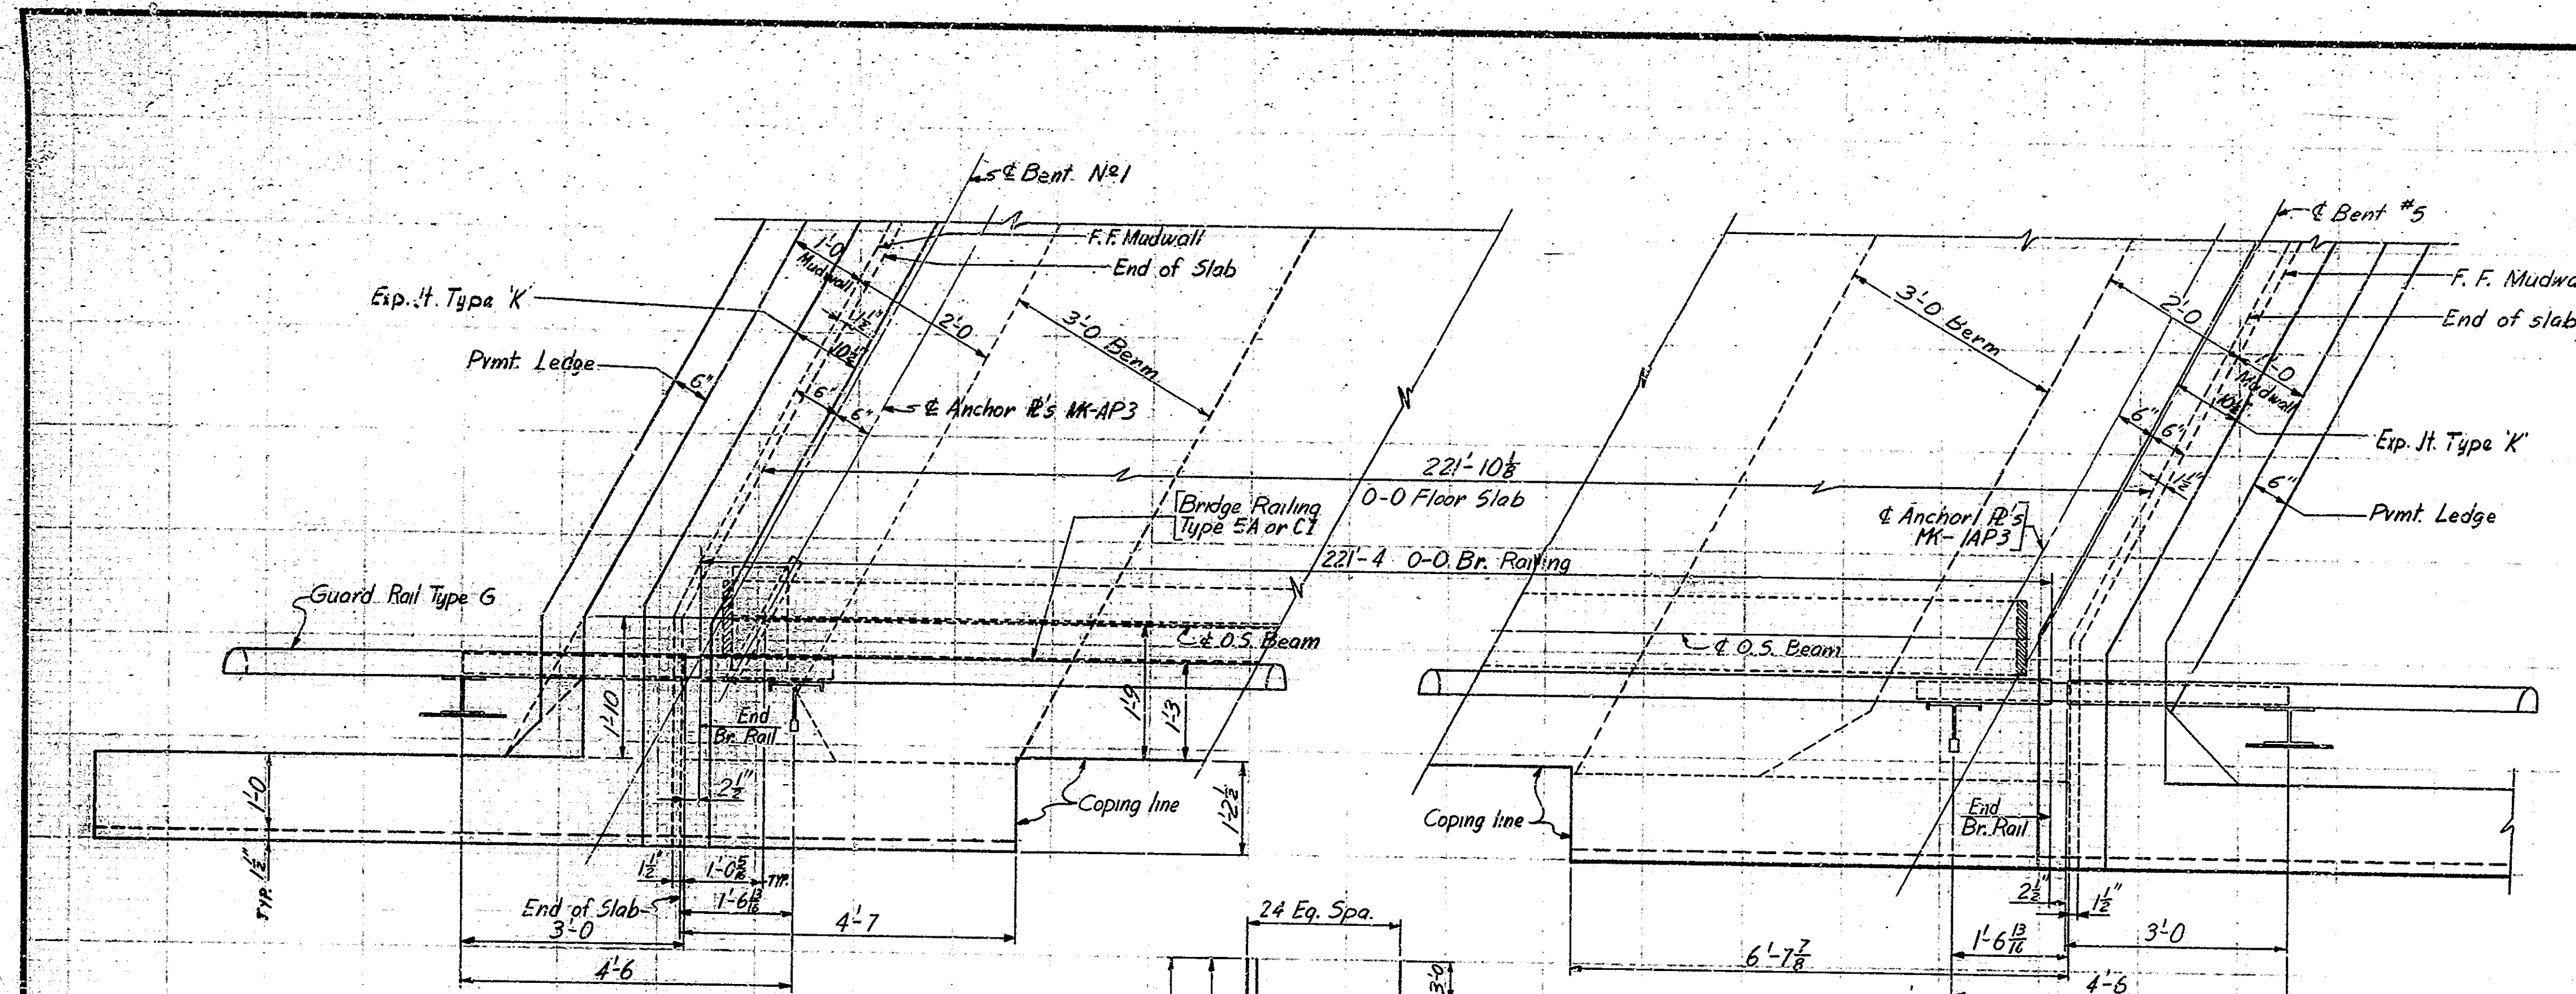 ℄ Bent. Nº1
F.F. Mudwall
End of Slab
1'-0
Mudwall
Exp. Jt. Type 'K'
1½"
10½"
2'-0
3'-0 Berm
Pvmt. Ledge
6"
6"
6"
℄ Anchor ℞'s MK-AP3
℄ Bent #5
F. F. Mudwa
End of slab
3'-0 Berm
2'-0
1'-0
Mudwall
10½"
6"
6"
Exp. Jt. Type 'K'
1½"
6"
Pvmt. Ledge
℄ Anchor ℞'s
MK-1AP3
221'-10⅛
0-0 Floor Slab
Bridge Railing
Type 5A or C1
221'-4 0-0 Br. Railing
Guard Rail Type G
℄ O.S. Beam
℄ O.S. Beam
1'-10
End
Br. Rail
1'-9
1'-3
2½"
Coping line
1'-2½"
1'-0
TYP. 1½"
Coping line
End
Br. Rail
1½"
1'-0 5/16
TYP.
1'-6 13/16
End of Slab
3'-0
4'-7
4'-6
24 Eq. Spa.
3'-0
2½"
1½"
1'-6 13/16
3'-0
6'-7⅞
4'-6